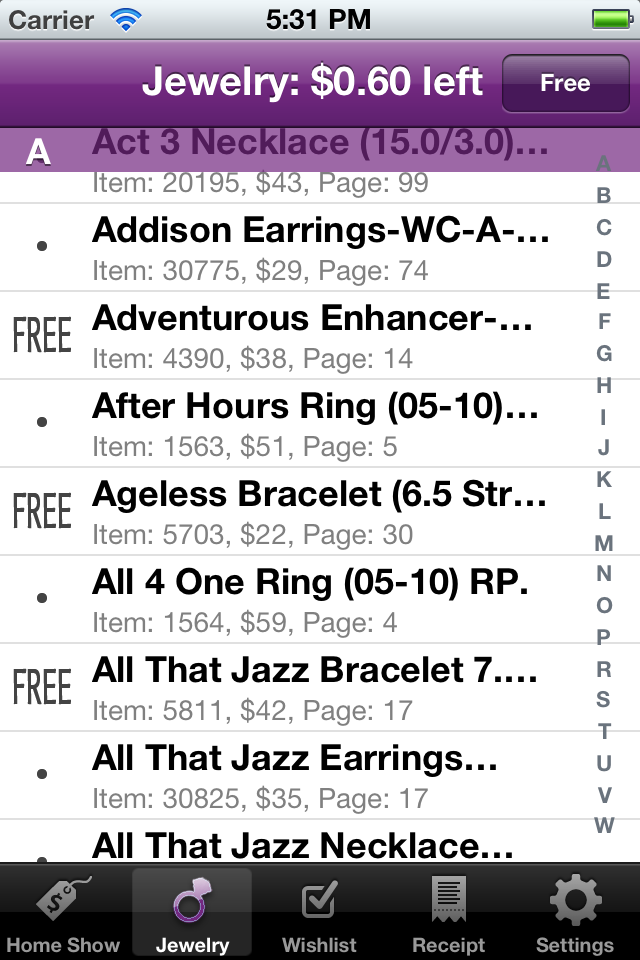 Carrier 5:31 PM
Jewelry: $0.60 left Free
A Act 3 Necklace (15.0/3.0)...
Item: 20195, $43, Page: 99
Addison Earrings-WC-A-...
Item: 30775, $29, Page: 74
FREE Adventurous Enhancer-...
Item: 4390, $38, Page: 14
After Hours Ring (05-10)...
Item: 1563, $51, Page: 5
FREE Ageless Bracelet (6.5 Str...
Item: 5703, $22, Page: 30
All 4 One Ring (05-10) RP.
Item: 1564, $59, Page: 4
FREE All That Jazz Bracelet 7....
Item: 5811, $42, Page: 17
All That Jazz Earrings...
Item: 30825, $35, Page: 17
All That Jazz Necklace...
A
B
C
D
E
F
G
H
I
J
K
L
M
N
O
P
R
S
T
U
V
W
Home Show Jewelry Wishlist Receipt Settings